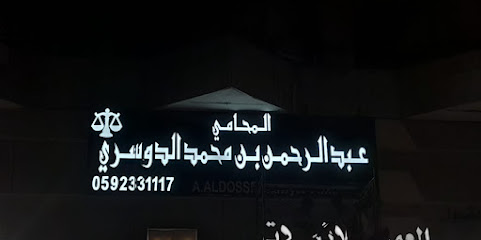 المحامي
عبدالرحمن بن محمد الدوسري
0592331117